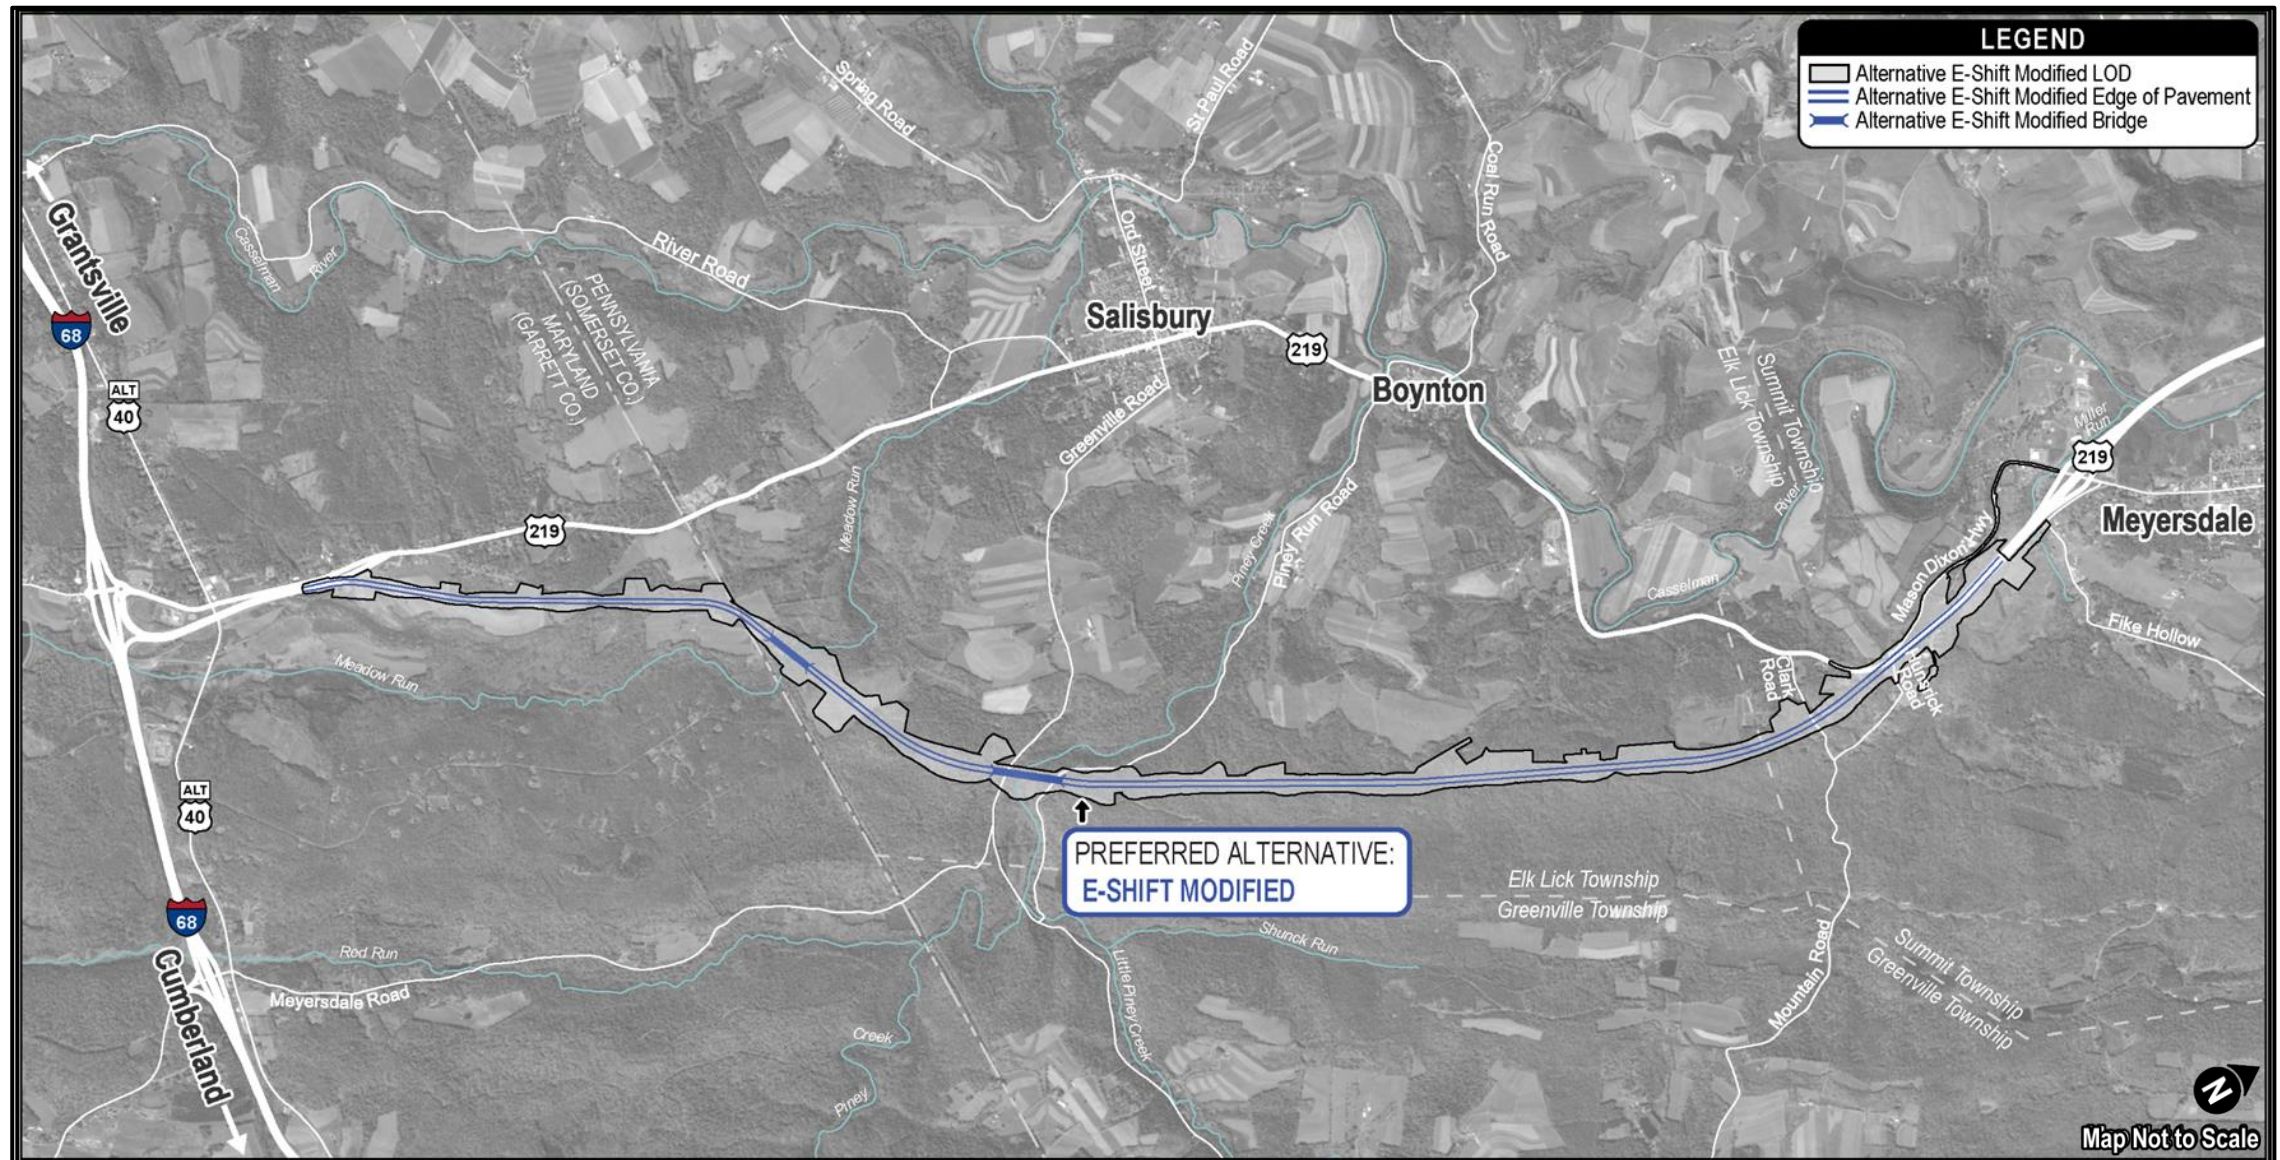 LEGEND
Alternative E-Shift Modified LOD
Alternative E-Shift Modified Edge of Pavement
Alternative E-Shift Modified Bridge
Spring Road
St Paul Road
Coal Run Road
Grantsville
68
ALT
40
Casselman
River
River Road
PENNSYLVANIA
(SOMERSET CO.)
MARYLAND
(GARRETT CO.)
Ord Street
Salisbury
219
Boynton
Greenville Road
Elk Lick Township
Summit Township
River
Miller
Run
219
Meyersdale
219
Meadow Run
Piney Creek
Piney Run Road
Casselman
Mason Dixon Hwy
Fike Hollow
Clark
Road
Hunsrick
Road
Meadow Run
ALT
40
PREFERRED ALTERNATIVE:
E-SHIFT MODIFIED
Elk Lick Township
Greenville Township
68
Cumberland
Red Run
Meyersdale Road
Shunck Run
Little Piney Creek
Creek
Piney
Mountain Road
Summit Township
Greenville Township
N
Map Not to Scale